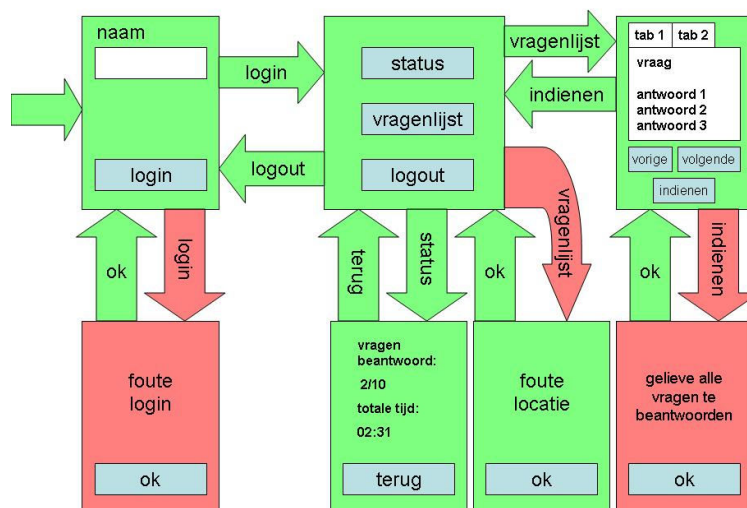 naam
login
login
logout
status
vragenlijst
logout
vragenlijst
indienen
tab 1
tab 2
vraag
antwoord 1
antwoord 2
antwoord 3
vorige
volgende
indienen
ok
login
terug
status
ok
vragenlijst
ok
indienen
foute
login
ok
vragen
beantwoord:
2/10
totale tijd:
02:31
terug
foute
locatie
ok
gelieve alle
vragen te
beantwoorden
ok